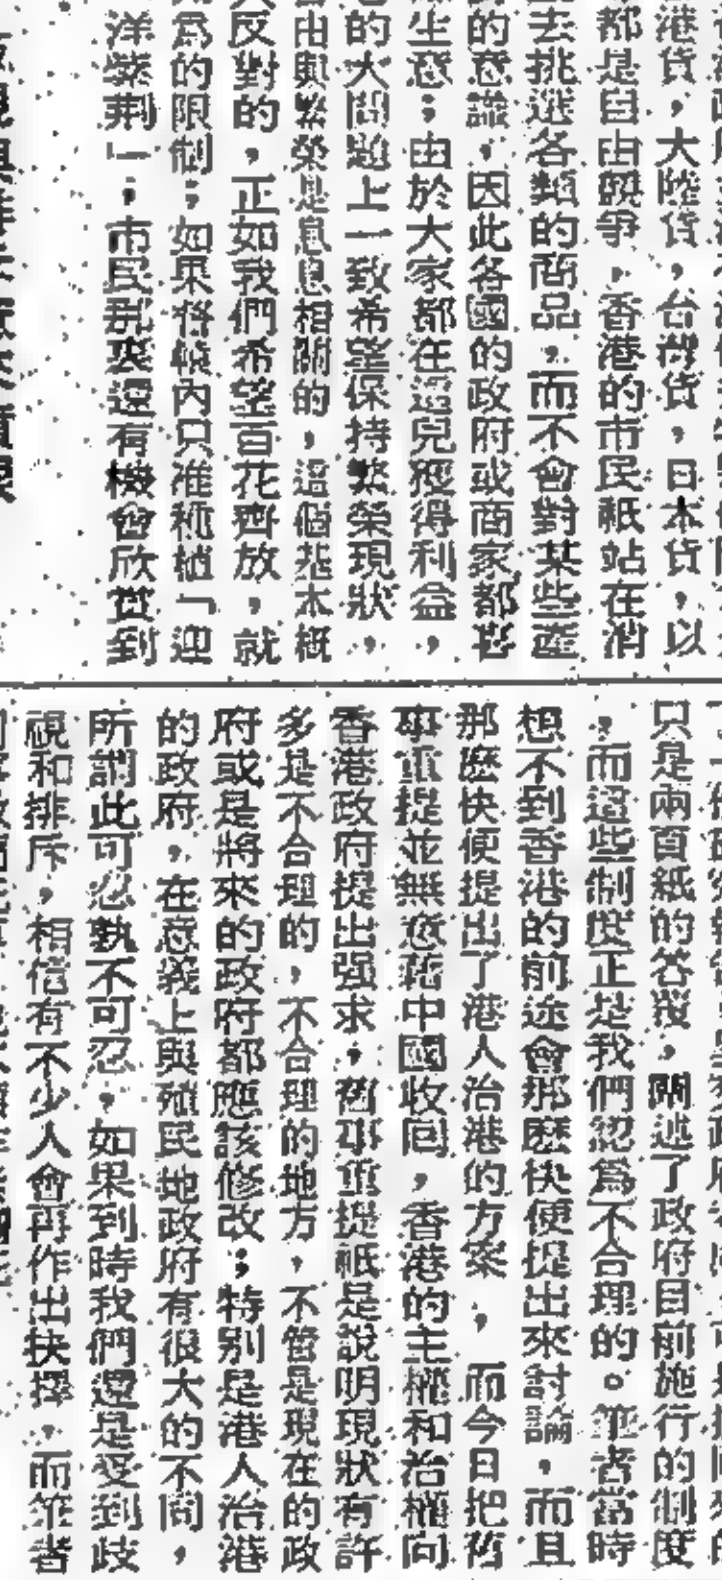 港貨，大陸貨，台灣貨，日本貨，以
都是自由競爭，香港的市民祇站在消
去挑選各類的商品，而不會對某些產
的意識，因此各國的政府或商家都
生意；由於大家都在這兒獲得利益，
的大問題上一致希望保持繁榮現狀，
由與繁榮是息息相關的，這個基本概
反對的，正如我們希望百花齊放，就
為的限制；如果 內只准種植「迎
洋紫荆」，市民那裏還有機會欣賞到
只是兩頁紙的答覆，闡述了政府目前施行的制度
，而這些制度正是我們認為不合理的。筆者當時
想不到香港的前途會那麼快便提出來討論，而且
那麼快便提出了港人治港的方案，而今日把舊
事重提並無意藉中國收回，香港的主權和治權向
香港政府提出强求，舊事重提祇是說明現狀有許
多是不合理的，不合理的地方，不管是現在的政
府或是將來的政府都應該修改；特別是港人治港
的政府，在意義上與殖民地政府有很大的不同，
所謂此可忍孰不可忍，如果到時我們還是受到歧
視和排斥，相信有不少人會再作出抉擇，而筆者